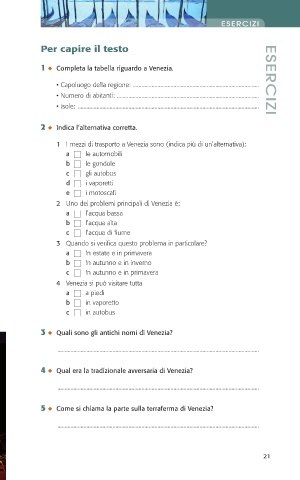 ESERCIZI
ESERCIZI
Per capire il testo
1 ◆ Completa la tabella riguardo a Venezia.
• Capoluogo della regione: ........................................
• Numero di abitanti: ........................................
• Isole: ........................................
2 ◆ Indica l'alternativa corretta.
1 I mezzi di trasporto a Venezia sono (indica più di un'alternativa):
a □ le automobili
b □ le gondole
c □ gli autobus
d □ i vaporetti
e □ i motoscafi
2 Uno dei problemi principali di Venezia è:
a □ l'acqua bassa
b □ l'acqua alta
c □ l'acqua di fiume
3 Quando si verifica questo problema in particolare?
a □ In estate e in primavera
b □ In autunno e in inverno
c □ In autunno e in primavera
4 Venezia si può visitare tutta
a □ a piedi
b □ in vaporetto
c □ in autobus
3 ◆ Quali sono gli antichi nomi di Venezia?
........................................
4 ◆ Qual era la tradizionale avversaria di Venezia?
........................................
5 ◆ Come si chiama la parte sulla terraferma di Venezia?
........................................
21